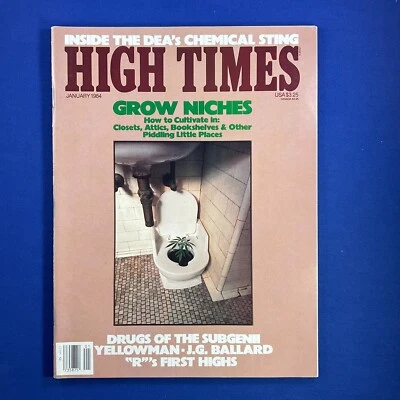 INSIDE THE DEA's CHEMICAL STING
HIGH TIMES
JANUARY 1984
USA $3.25
GROW NICHES
How to Cultivate in:
Closets, Attics, Bookshelves & Other
Piddling Little Places
DRUGS OF THE SUBGENII
YELLOWMAN • J.G. BALLARD
"R"'s FIRST HIGHS